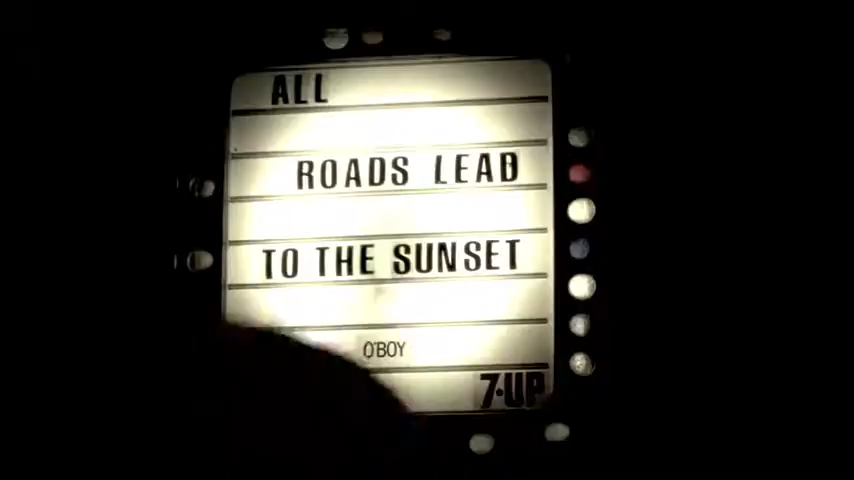 ALL
ROADS LEAD
TO THE SUNSET
O'BOY
7·UP